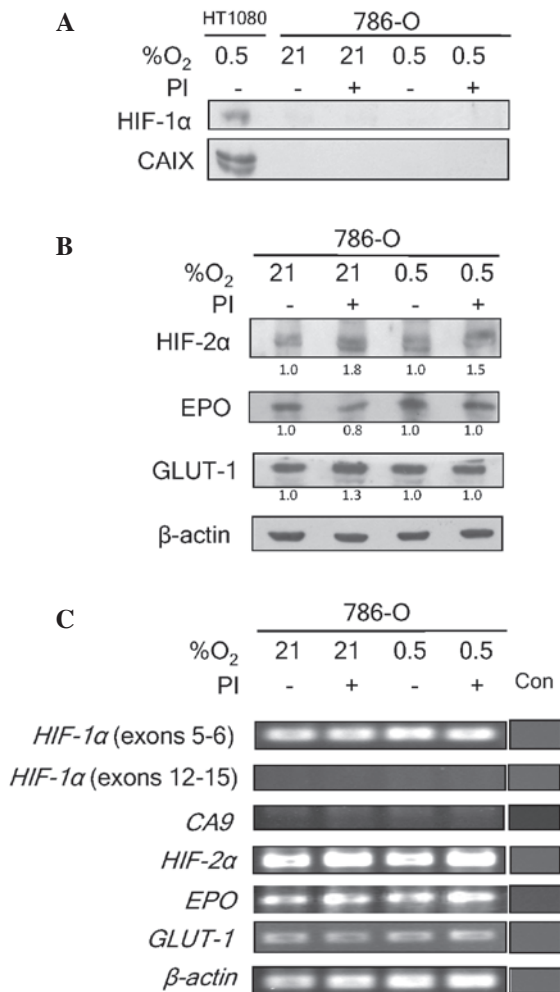 A
HT1080 786-O
%O2 0.5 21 21 0.5 0.5
PI - - + - +
HIF-1α
CAIX
B
786-O
%O2 21 21 0.5 0.5
PI - + - +
HIF-2α
1.0 1.8 1.0 1.5
EPO
1.0 0.8 1.0 1.0
GLUT-1
1.0 1.3 1.0 1.0
β-actin
C
786-O
%O2 21 21 0.5 0.5
PI - + - + Con
HIF-1α (exons 5-6)
HIF-1α (exons 12-15)
CA9
HIF-2α
EPO
GLUT-1
β-actin